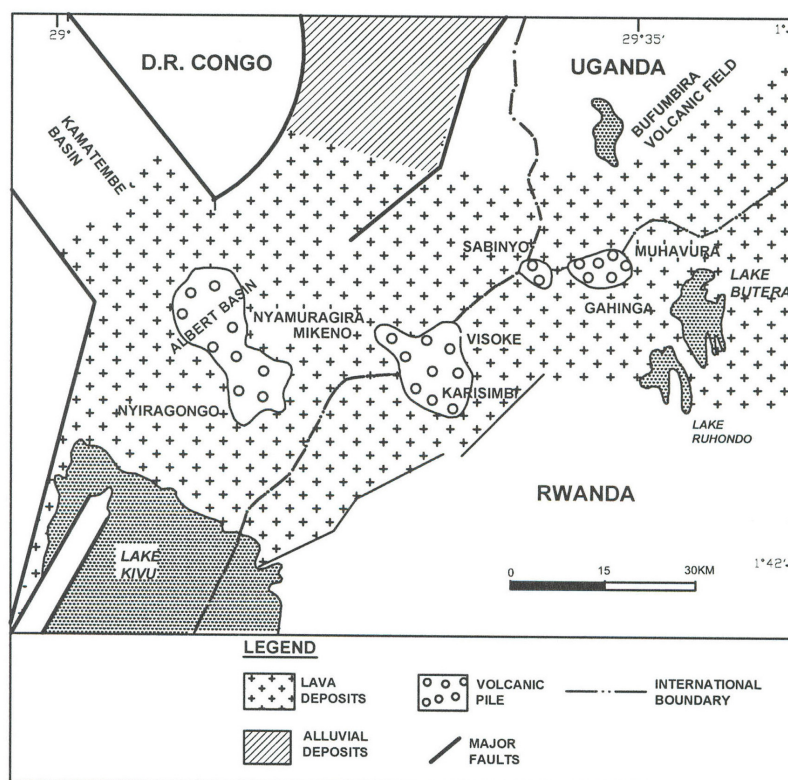 29°
29°35'
1°
D.R. CONGO
UGANDA
BUFUMBIRA
VOLCANIC FIELD
KAMATEMBE
BASIN
SABINYO
MUHAVURA
LAKE
BUTERA
GAHINGA
ALBERT BASIN
NYAMURAGIRA
MIKENO
VISOKE
KARISIMBI
NYIRAGONGO
LAKE
RUHONDO
RWANDA
LAKE
KIVU
1°42'
0 15 30KM
LEGEND
LAVA
DEPOSITS
VOLCANIC
PILE
INTERNATIONAL
BOUNDARY
ALLUVIAL
DEPOSITS
MAJOR
FAULTS